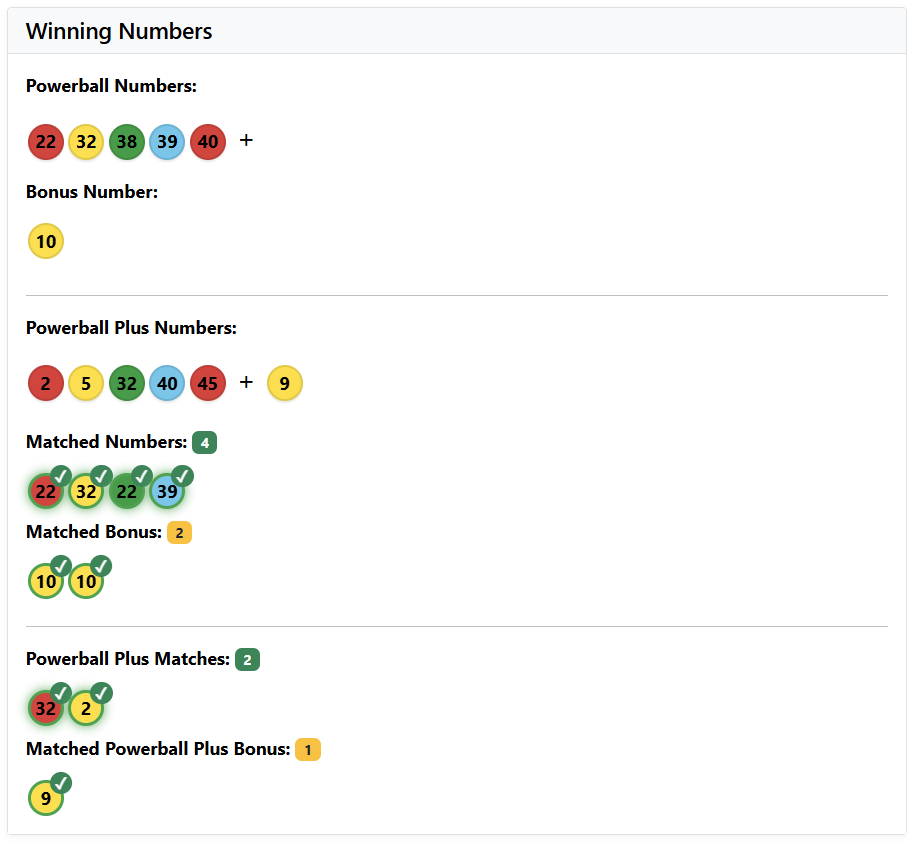 Winning Numbers
Powerball Numbers:
22 32 38 39 40 +
Bonus Number:
10
Powerball Plus Numbers:
2 5 32 40 45 + 9
Matched Numbers: 4
22 32 22 39
Matched Bonus: 2
10 10
Powerball Plus Matches: 2
32 2
Matched Powerball Plus Bonus: 1
9